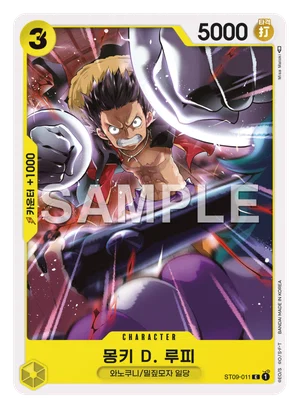 3
5000
타격
打
카운터 +1000
SAMPLE
CHARACTER
몽키 D. 루피
와노쿠니/밀짚모자 일당
ST09-011 C 1
BANDAI MADE IN KOREA